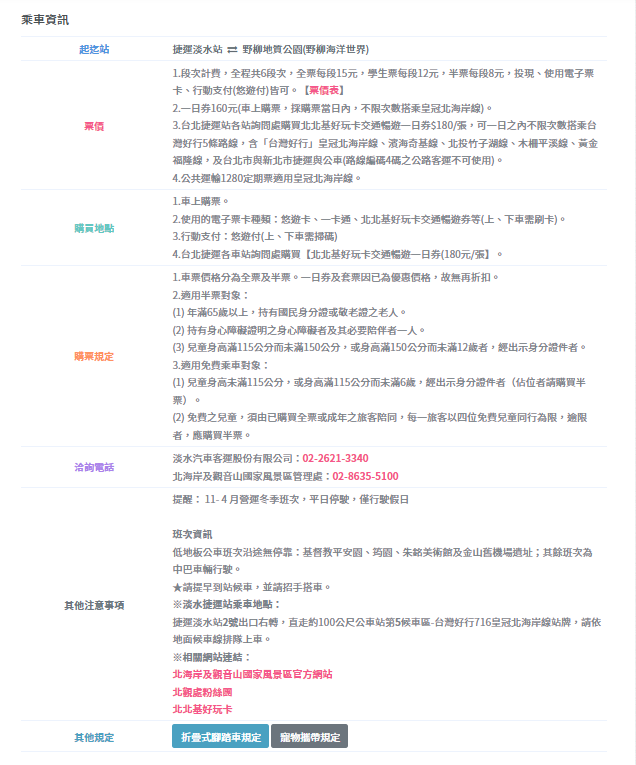 乘車資訊
起迄站
捷運淡水站 ⇌ 野柳地質公園(野柳海洋世界)
票價
1.段次計費，全程共6段次，全票每段15元，學生票每段12元，半票每段8元，投現、使用電子票
卡、行動支付(悠遊付)皆可。【票價表】
2.一日券160元(車上購票，採購票當日內，不限次數搭乘皇冠北海岸線)。
3.台北捷運站各站詢問處購買北北基好玩卡交通暢遊一日券$180/張，可一日之內不限次數搭乘台
灣好行5條路線，含「台灣好行」皇冠北海岸線、濱海奇基線、北投竹子湖線、木柵平溪線、黃金
福隆線，及台北市與新北市捷運與公車(路線編碼4碼之公路客運不可使用)。
4.公共運輸1280定期票適用皇冠北海岸線。
購買地點
1.車上購票。
2.使用的電子票卡種類：悠遊卡、一卡通、北北基好玩卡交通暢遊券等(上、下車需刷卡)。
3.行動支付：悠遊付(上、下車需掃碼)
4.台北捷運各車站詢問處購買【北北基好玩卡交通暢遊一日券(180元/張】。
購票規定
1.車票價格分為全票及半票。一日券及套票因已為優惠價格，故無再折扣。
2.適用半票對象：
(1) 年滿65歲以上，持有國民身分證或敬老證之老人。
(2) 持有身心障礙證明之身心障礙者及其必要陪伴者一人。
(3) 兒童身高滿115公分而未滿150公分，或身高滿150公分而未滿12歲者，經出示身分證件者。
3.適用免費乘車對象：
(1) 兒童身高未滿115公分，或身高滿115公分而未滿6歲，經出示身分證件者（佔位者請購買半
票）。
(2) 免費之兒童，須由已購買全票或成年之旅客陪同，每一旅客以四位免費兒童同行為限，逾限
者，應購買半票。
洽詢電話
淡水汽車客運股份有限公司：02-2621-3340
北海岸及觀音山國家風景區管理處：02-8635-5100
其他注意事項
提醒： 11- 4 月營運冬季班次，平日停駛，僅行駛假日
班次資訊
低地板公車班次沿途無停靠：基督教平安園、筠園、朱銘美術館及金山舊機場遺址；其餘班次為
中巴車輛行駛。
★請提早到站候車，並請招手搭車。
※淡水捷運站乘車地點：
捷運淡水站2號出口右轉，直走約100公尺公車站第5候車區-台灣好行716皇冠北海岸線站牌，請依
地面候車線排隊上車。
※相關網站連結：
北海岸及觀音山國家風景區官方網站
北觀處粉絲團
北北基好玩卡
其他規定
折疊式腳踏車規定 寵物攜帶規定